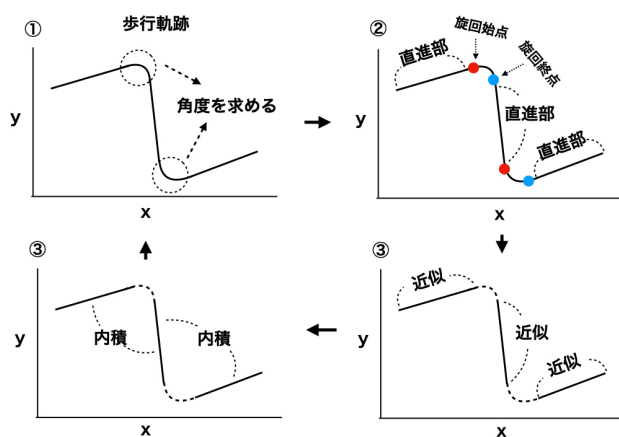 ①
歩行軌跡
y
角度を求める
x
②
旋回始点
旋回終点
直進部
y
直進部
直進部
x
③
近似
y
近似
近似
x
③
y
内積
内積
x